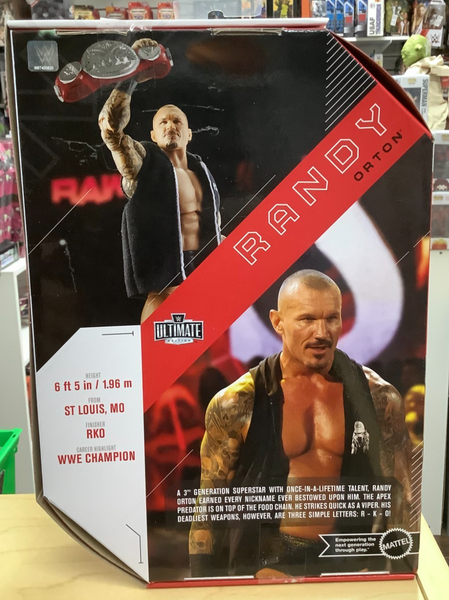 RAW
RANDY
ORTON™
ULTIMATE
EDITION
HEIGHT
6 ft 5 in / 1.96 m
FROM
ST LOUIS, MO
FINISHER
RKO
CAREER HIGHLIGHT
WWE CHAMPION
A 3RD GENERATION SUPERSTAR WITH ONCE-IN-A-LIFETIME TALENT, RANDY
ORTON EARNED EVERY NICKNAME EVER BESTOWED UPON HIM. THE APEX
PREDATOR IS ON TOP OF THE FOOD CHAIN. HE STRIKES QUICK AS A VIPER. HIS
DEADLIEST WEAPONS, HOWEVER, ARE THREE SIMPLE LETTERS: R - K - O!
Empowering the
next generation
through play.™
MATTEL